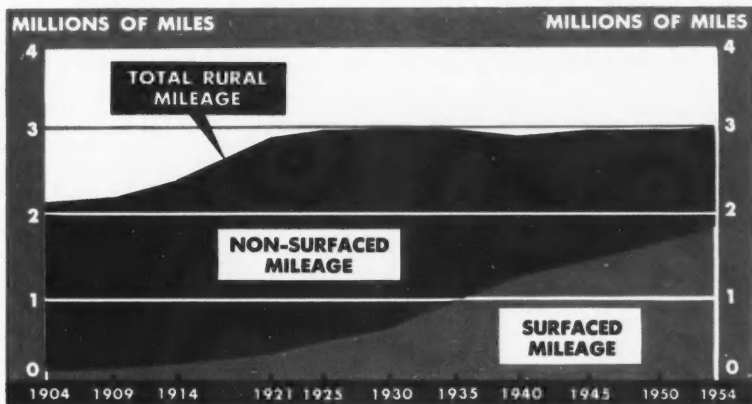 MILLIONS OF MILES MILLIONS OF MILES
4 4
TOTAL RURAL
MILEAGE
3 3
2 2
NON-SURFACED
MILEAGE
1 1
SURFACED
MILEAGE
0 0
1904 1909 1914 1921 1925 1930 1935 1940 1945 1950 1954